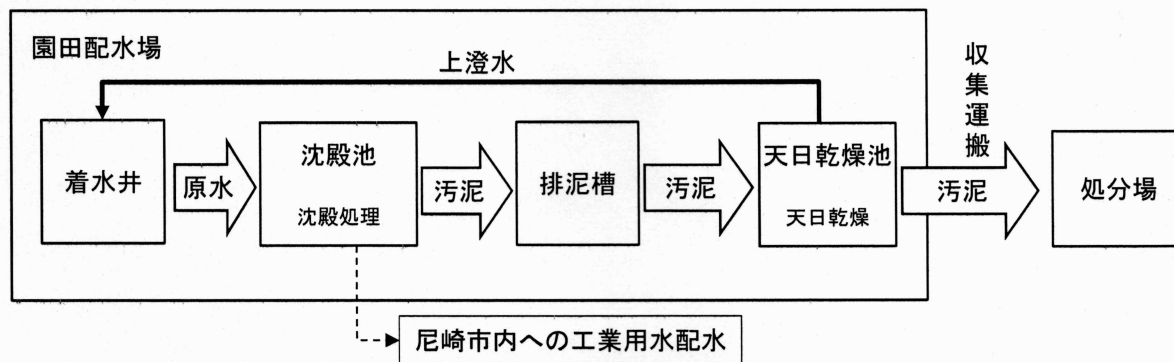 園田配水場
上澄水
着水井
原水
沈殿池
沈殿処理
汚泥
排泥槽
汚泥
天日乾燥池
天日乾燥
収集運搬
汚泥
処分場
尼崎市内への工業用水配水